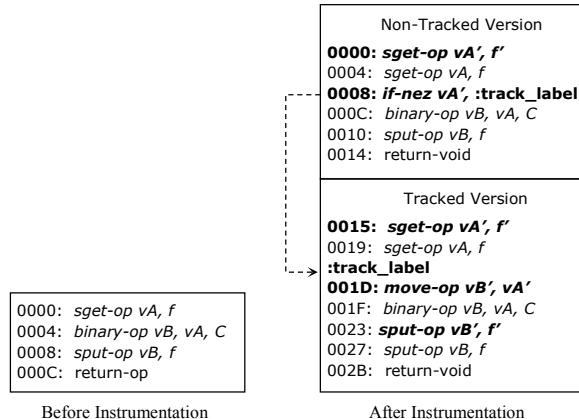 Non-Tracked Version
0000: sget-op vA′, f′
0004: sget-op vA, f
0008: if-nez vA′, :track_label
000C: binary-op vB, vA, C
0010: sput-op vB, f
0014: return-void
Tracked Version
0015: sget-op vA′, f′
0019: sget-op vA, f
:track_label
001D: move-op vB′, vA′
001F: binary-op vB, vA, C
0023: sput-op vB′, f′
0027: sput-op vB, f
002B: return-void
0000: sget-op vA, f
0004: binary-op vB, vA, C
0008: sput-op vB, f
000C: return-op
Before Instrumentation
After Instrumentation